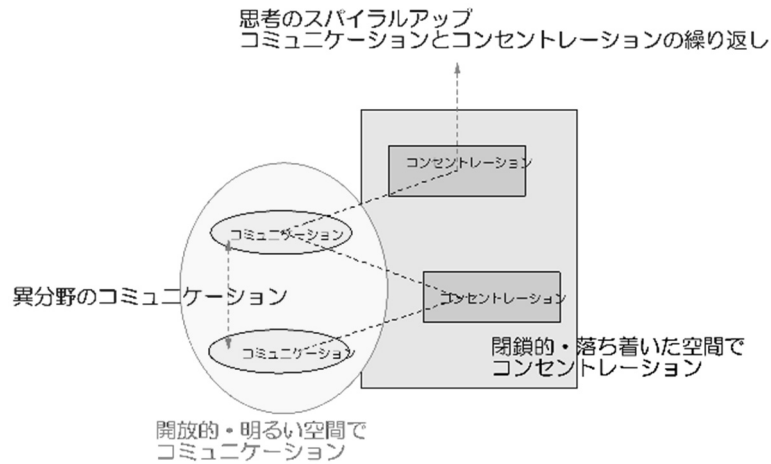 思考のスパイラルアップ
コミュニケーションとコンセントレーションの繰り返し
コンセントレーション
コミュニケーション
異分野のコミュニケーション
コンセントレーション
コミュニケーション
閉鎖的・落ち着いた空間で
コンセントレーション
開放的・明るい空間で
コミュニケーション